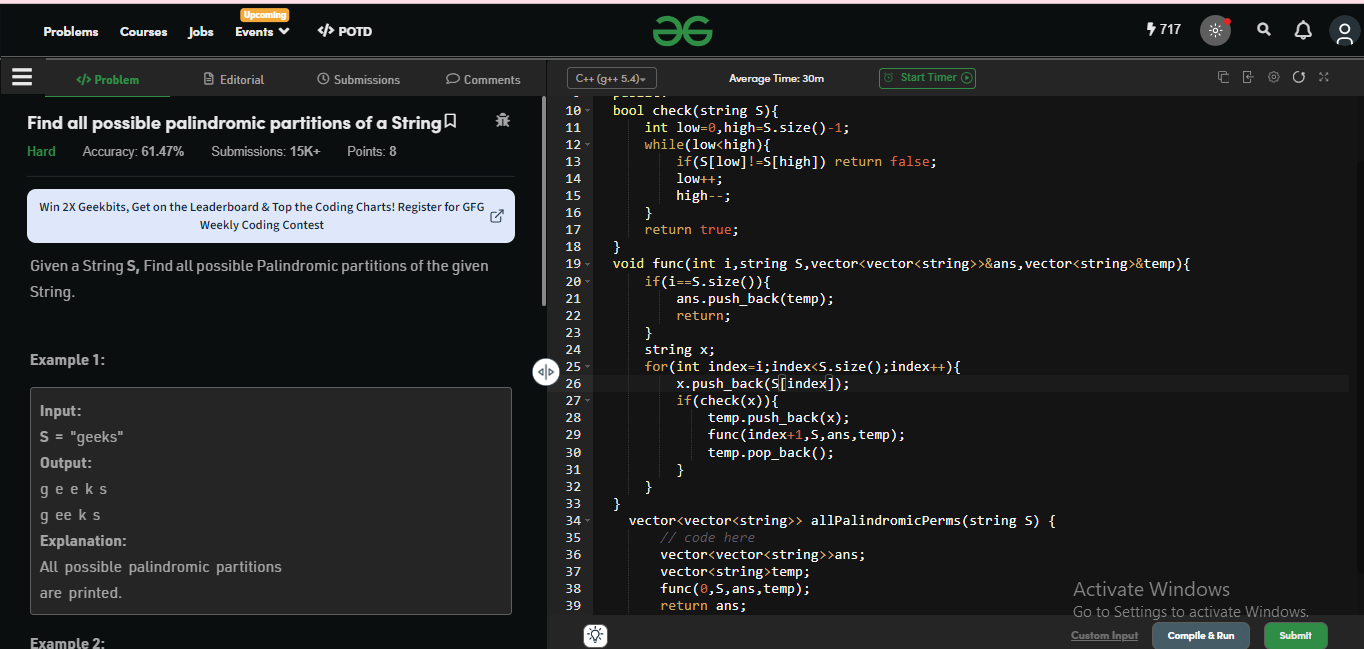 Upcoming
Problems Courses Jobs Events </> POTD 717
</> Problem Editorial Submissions Comments
C++ (g++ 5.4) Average Time: 30m Start Timer
Find all possible palindromic partitions of a String
Hard Accuracy: 61.47% Submissions: 15K+ Points: 8
Win 2X Geekbits, Get on the Leaderboard & Top the Coding Charts! Register for GFG
Weekly Coding Contest
Given a String S, Find all possible Palindromic partitions of the given
String.
Example 1:
Input:
S = "geeks"
Output:
g e e k s
g ee k s
Explanation:
All possible palindromic partitions
are printed.
Example 2:
10 bool check(string S){
11 int low=0,high=S.size()-1;
12 while(low<high){
13 if(S[low]!=S[high]) return false;
14 low++;
15 high--;
16 }
17 return true;
18 }
19 void func(int i,string S,vector<vector<string>>&ans,vector<string>&temp){
20 if(i==S.size()){
21 ans.push_back(temp);
22 return;
23 }
24 string x;
25 for(int index=i;index<S.size();index++){
26 x.push_back(S[index]);
27 if(check(x)){
28 temp.push_back(x);
29 func(index+1,S,ans,temp);
30 temp.pop_back();
31 }
32 }
33 }
34 vector<vector<string>> allPalindromicPerms(string S) {
35 // code here
36 vector<vector<string>>ans;
37 vector<string>temp;
38 func(0,S,ans,temp);
39 return ans;
Activate Windows
Go to Settings to activate Windows.
Custom Input Compile & Run Submit